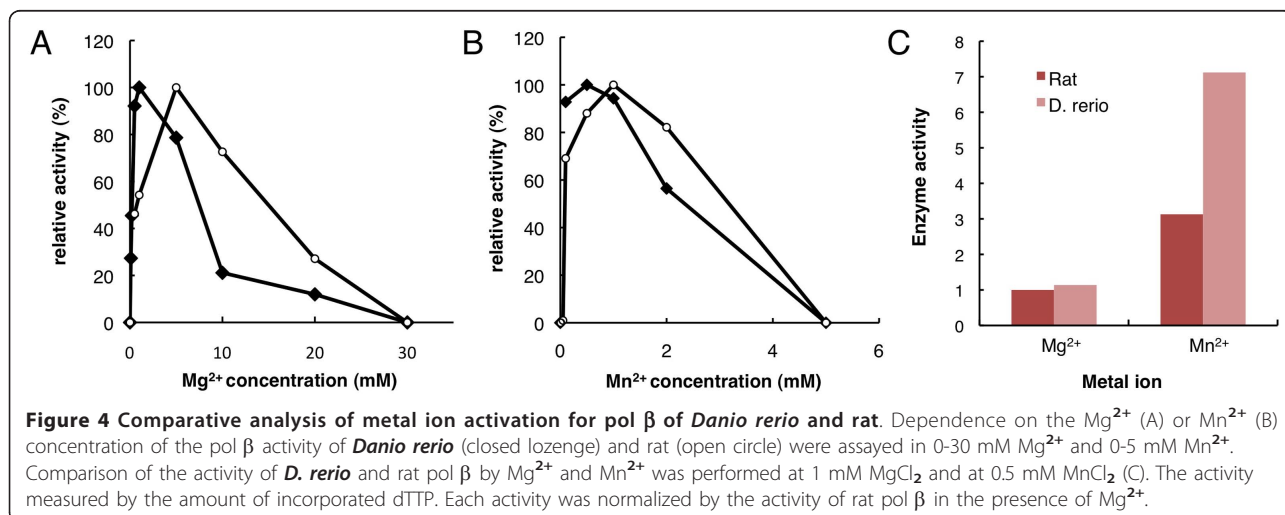 A
120
100
80
60
40
20
0
relative activity (%)
0 10 20 30
Mg²⁺ concentration (mM)
B
120
100
80
60
40
20
0
relative activity (%)
0 2 4 6
Mn²⁺ concentration (mM)
C
8
7
6
5
4
3
2
1
0
Enzyme activity
Rat
D. rerio
Mg²⁺ Mn²⁺
Metal ion
Figure 4 Comparative analysis of metal ion activation for pol β of Danio rerio and rat. Dependence on the Mg²⁺ (A) or Mn²⁺ (B)
concentration of the pol β activity of Danio rerio (closed lozenge) and rat (open circle) were assayed in 0-30 mM Mg²⁺ and 0-5 mM Mn²⁺.
Comparison of the activity of D. rerio and rat pol β by Mg²⁺ and Mn²⁺ was performed at 1 mM MgCl₂ and at 0.5 mM MnCl₂ (C). The activity
measured by the amount of incorporated dTTP. Each activity was normalized by the activity of rat pol β in the presence of Mg²⁺.